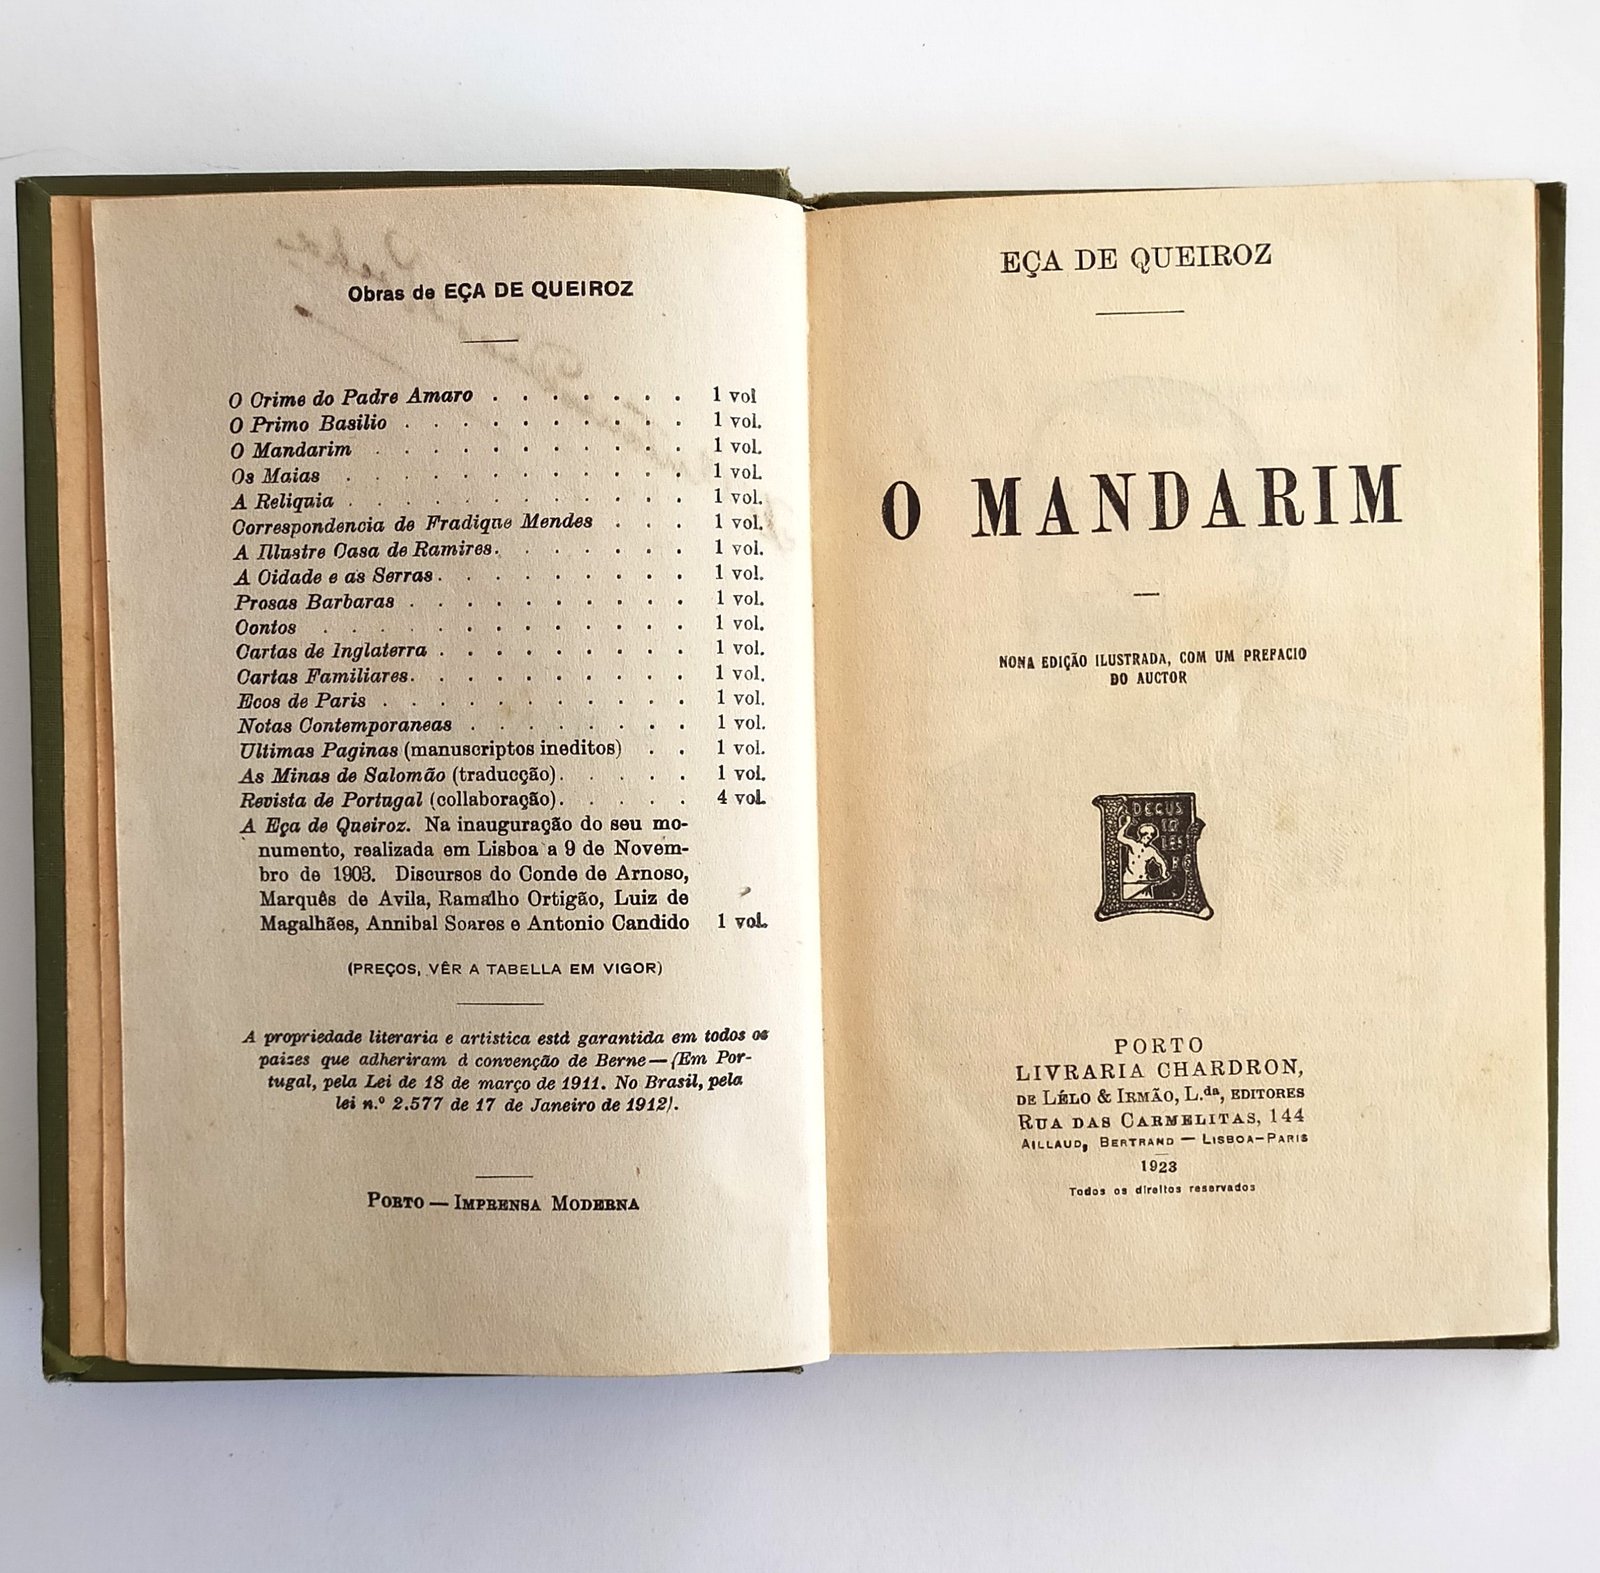 Obras de EÇA DE QUEIROZ
O Crime do Padre Amaro . . . . . . . 1 vol
O Primo Basilio . . . . . . . . . . 1 vol.
O Mandarim . . . . . . . . . . . 1 vol.
Os Maias . . . . . . . . . . . . 1 vol.
A Reliquia . . . . . . . . . . . . 1 vol.
Correspondencia de Fradique Mendes . . . 1 vol.
A Illustre Casa de Ramires. . . . . . . 1 vol.
A Cidade e as Serras. . . . . . . . . 1 vol.
Prosas Barbaras . . . . . . . . . . 1 vol.
Contos . . . . . . . . . . . . . 1 vol.
Cartas de Inglaterra . . . . . . . . . 1 vol.
Cartas Familiares. . . . . . . . . . 1 vol.
Ecos de Paris . . . . . . . . . . . 1 vol.
Notas Contemporaneas . . . . . . . . 1 vol.
Ultimas Paginas (manuscriptos ineditos) . . 1 vol.
As Minas de Salomão (traducção). . . . . 1 vol.
Revista de Portugal (collaboração). . . . . 4 vol.
A Eça de Queiroz. Na inauguração do seu mo-
numento, realizada em Lisboa a 9 de Novem-
bro de 1903. Discursos do Conde de Arnoso,
Marquês de Avila, Ramalho Ortigão, Luiz de
Magalhães, Annibal Soares e Antonio Candido 1 vol.
(PREÇOS, VÊR A TABELLA EM VIGOR)
A propriedade literaria e artistica está garantida em todos os
paizes que adheriram á convenção de Berne—(Em Por-
tugal, pela Lei de 18 de março de 1911. No Brasil, pela
lei n.º 2.577 de 17 de Janeiro de 1912).
PORTO — IMPRENSA MODERNA
EÇA DE QUEIROZ
O MANDARIM
NONA EDIÇÃO ILUSTRADA, COM UM PREFACIO
DO AUCTOR
DECUS
IN
PORTO
LIVRARIA CHARDRON,
DE LÉLO & IRMÃO, L.da, EDITORES
RUA DAS CARMELITAS, 144
AILLAUD, BERTRAND — LISBOA-PARIS
1923
Todos os direitos reservados